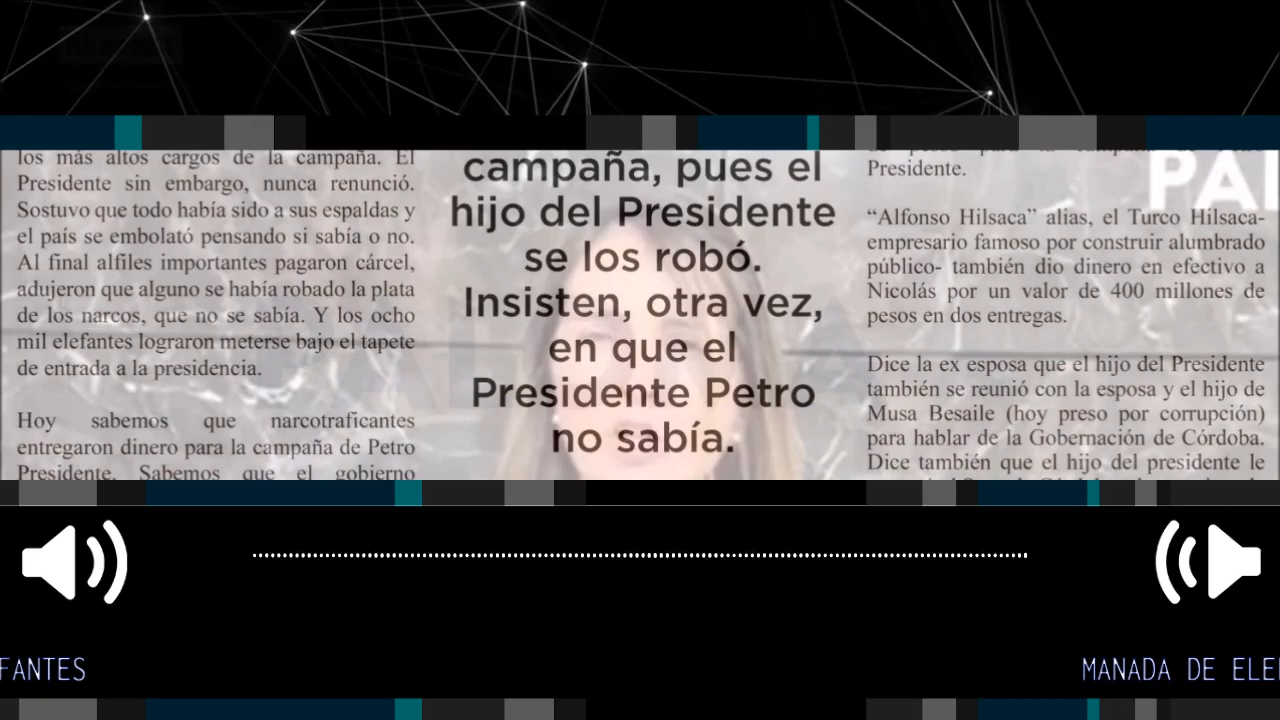 los más altos cargos de la campaña. El
Presidente sin embargo, nunca renunció.
Sostuvo que todo había sido a sus espaldas y
el país se embolató pensando si sabía o no.
Al final alfiles importantes pagaron cárcel,
adujeron que alguno se había robado la plata
de los narcos, que no se sabía. Y los ocho
mil elefantes lograron meterse bajo el tapete
de entrada a la presidencia.
Hoy sabemos que narcotraficantes
entregaron dinero para la campaña de Petro
Presidente. Sabemos que el gobierno
campaña, pues el
hijo del Presidente
se los robó.
Insisten, otra vez,
en que el
Presidente Petro
no sabía.
Presidente.
“Alfonso Hilsaca” alias, el Turco Hilsaca-
empresario famoso por construir alumbrado
público- también dio dinero en efectivo a
Nicolás por un valor de 400 millones de
pesos en dos entregas.
Dice la ex esposa que el hijo del Presidente
también se reunió con la esposa y el hijo de
Musa Besaile (hoy preso por corrupción)
para hablar de la Gobernación de Córdoba.
Dice también que el hijo del presidente le
PAI
FANTES
MANADA DE ELE